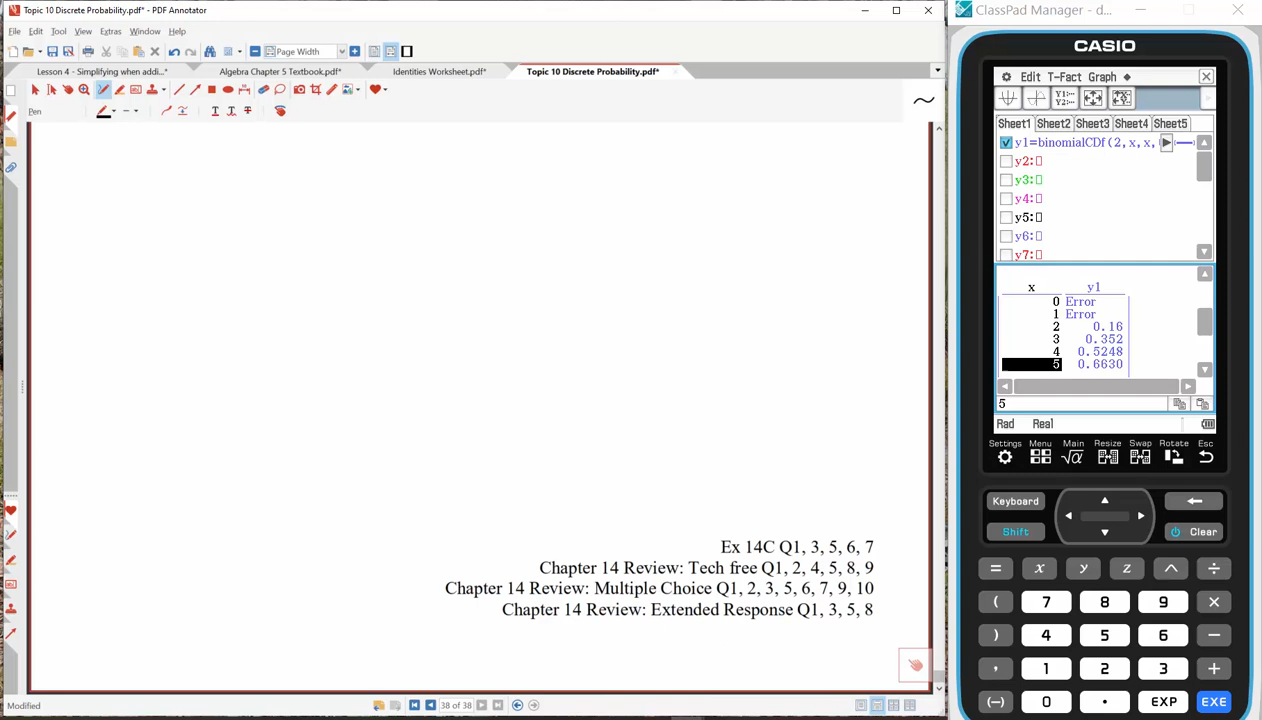 Topic 10 Discrete Probability.pdf* - PDF Annotator
File Edit Tool View Extras Window Help
Page Width
Lesson 4 - Simplifying when addi...*
Algebra Chapter 5 Textbook.pdf*
Identities Worksheet.pdf*
Topic 10 Discrete Probability.pdf*
Pen
Ex 14C Q1, 3, 5, 6, 7
Chapter 14 Review: Tech free Q1, 2, 4, 5, 8, 9
Chapter 14 Review: Multiple Choice Q1, 2, 3, 5, 6, 7, 9, 10
Chapter 14 Review: Extended Response Q1, 3, 5, 8
Modified
38 of 38
ClassPad Manager - d...
CASIO
Edit T-Fact Graph
Y1:--
Y2:--
Sheet1 Sheet2 Sheet3 Sheet4 Sheet5
y1=binomialCDf(2,x,x,
y2:
y3:
y4:
y5:
y6:
y7:
x y1
0 Error
1 Error
2 0.16
3 0.352
4 0.5248
5 0.6630
5
Rad Real
Settings Menu Main Resize Swap Rotate Esc
√α
Keyboard
Shift Clear
= x y z ^ ÷
( 7 8 9 ×
) 4 5 6 −
, 1 2 3 +
(−) 0 . EXP EXE